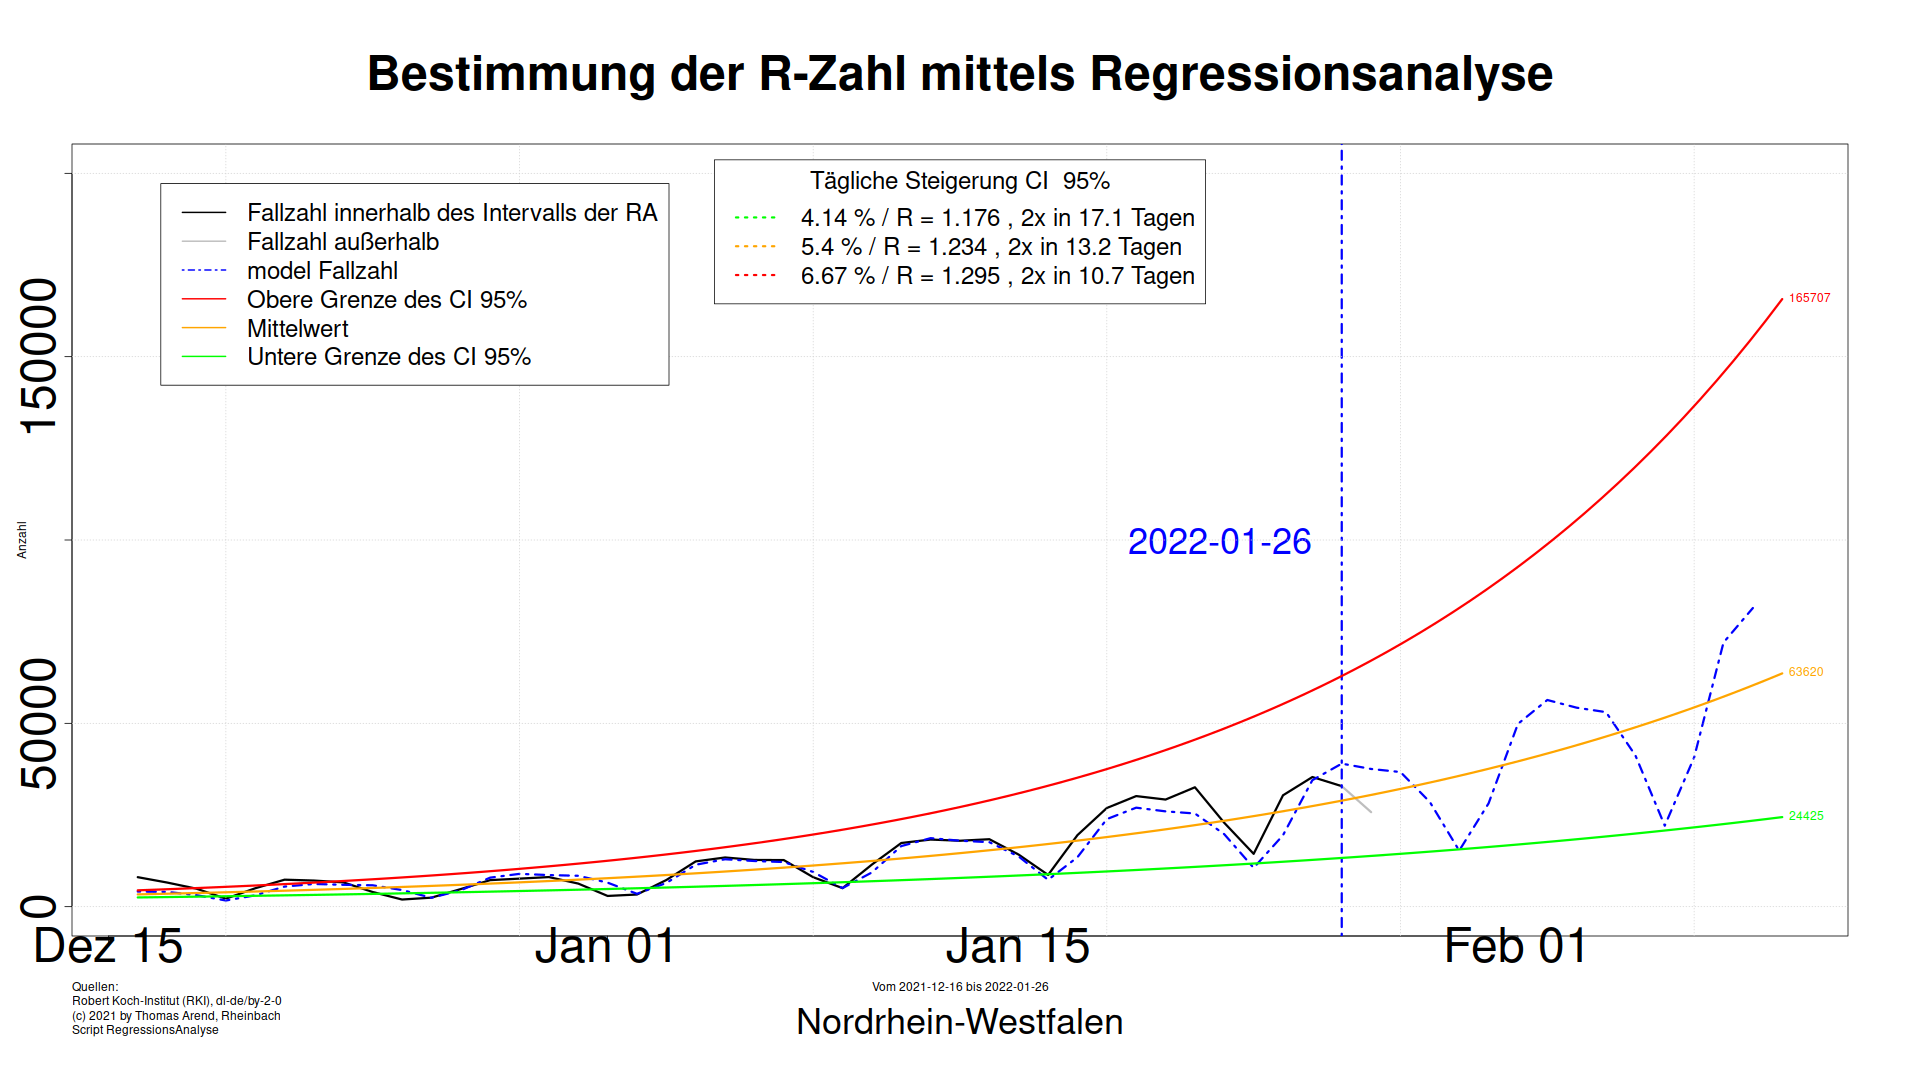 Bestimmung der R-Zahl mittels Regressionsanalyse
Fallzahl innerhalb des Intervalls der RA
Fallzahl außerhalb
model Fallzahl
Obere Grenze des CI 95%
Mittelwert
Untere Grenze des CI 95%
Tägliche Steigerung CI 95%
4.14 % / R = 1.176 , 2x in 17.1 Tagen
5.4 % / R = 1.234 , 2x in 13.2 Tagen
6.67 % / R = 1.295 , 2x in 10.7 Tagen
150000
50000
0
Anzahl
2022-01-26
165707
63620
24425
Dez 15
Jan 01
Jan 15
Feb 01
Quellen:
Robert Koch-Institut (RKI), dl-de/by-2-0
(c) 2021 by Thomas Arend, Rheinbach
Script RegressionsAnalyse
Vom 2021-12-16 bis 2022-01-26
Nordrhein-Westfalen